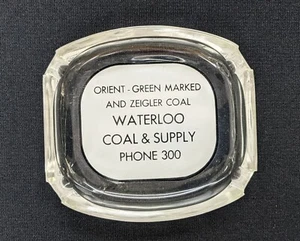 ORIENT - GREEN MARKED
AND ZEIGLER COAL
WATERLOO
COAL & SUPPLY
PHONE 300